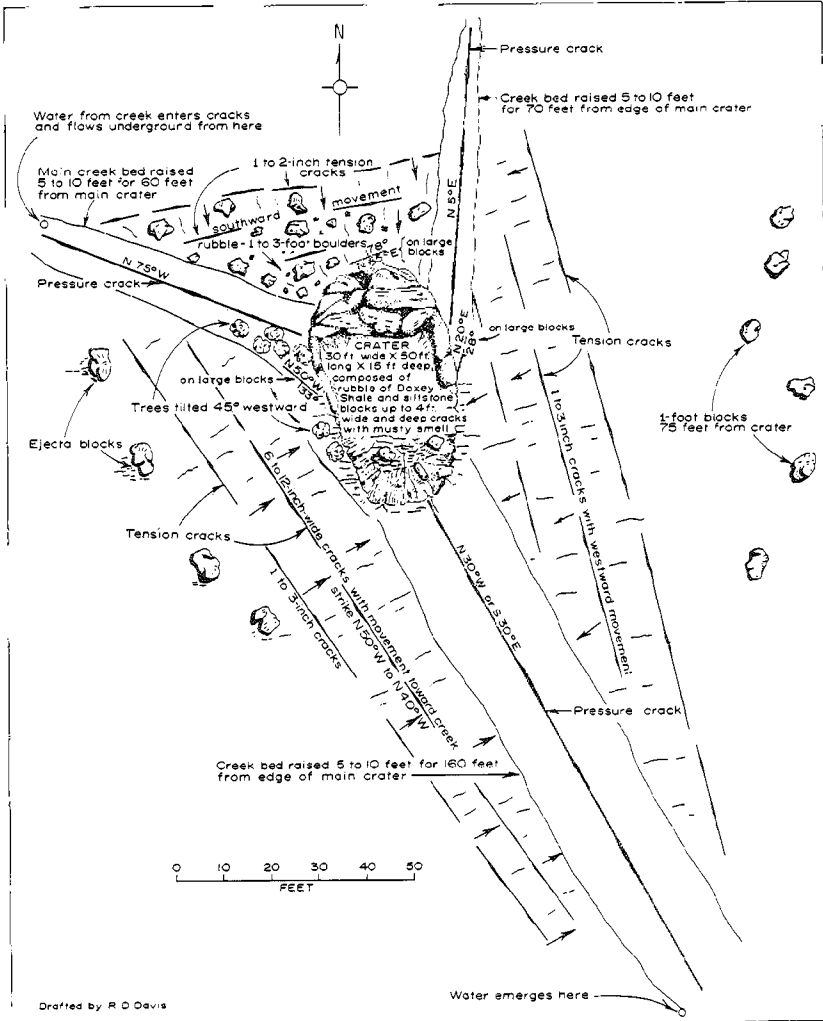 N
Pressure crack
Creek bed raised 5 to 10 feet
for 70 feet from edge of main crater
Water from creek enters cracks
and flows underground from here
Main creek bed raised
5 to 10 feet for 60 feet
from main crater
1 to 2-inch tension
cracks
southward movement
rubble - 1 to 3-foot boulders
on large
blocks
N 5° E
N 75° W
Pressure crack
N 20° E
28°
on large blocks
Tension cracks
CRATER
30 ft wide X 50 ft
long X 15 ft deep,
composed of
rubble of Doxey
Shale and siltstone
blocks up to 4 ft
wide and deep cracks
with musty smell
N 50° W
133°
on large blocks
Trees tilted 45° westward
Ejecta blocks
1-foot blocks
75 feet from crater
1 to 3-inch cracks with westward movement
Tension cracks
6 to 12-inch-wide cracks with movement toward creek
strike N 50° W to N 40° W
1 to 3-inch cracks
N 30° W or S 30° E
Pressure crack
Creek bed raised 5 to 10 feet for 160 feet
from edge of main crater
0 10 20 30 40 50
FEET
Water emerges here
Drafted by R O Davis